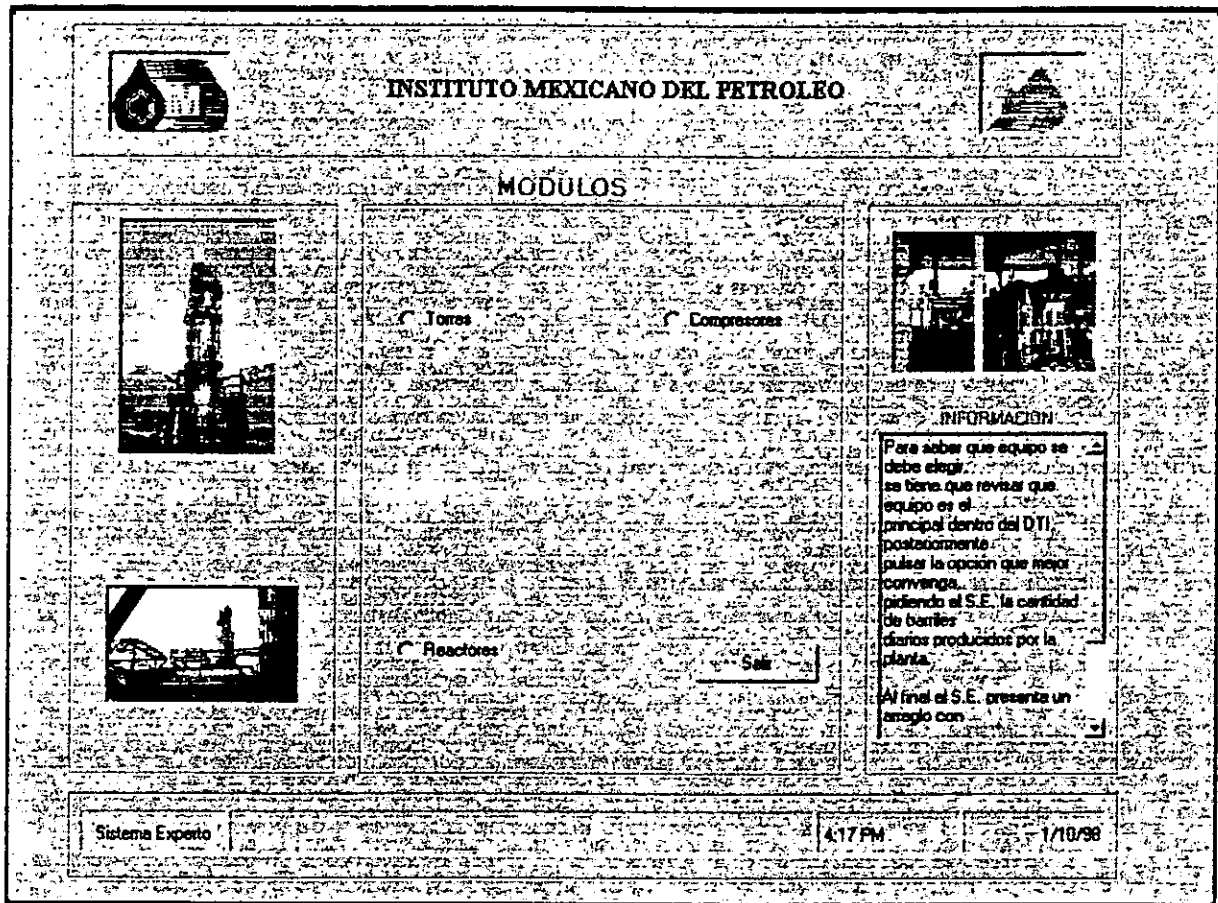 INSTITUTO MEXICANO DEL PETROLEO
MODULOS
Torres
Compresores
Reactores
Salir
INFORMACION
Para saber que equipo se
debe elegir,
se tiene que revisar que
equipo es el
principal dentro del DTI,
posteriormente
pulsar la opción que mejor
convenga,
pidiendo el S.E. la cantidad
de barriles
diarios producidos por la
planta.
Al final el S.E. presenta un
arreglo con
Sistema Experto
4:17 PM
1/10/98